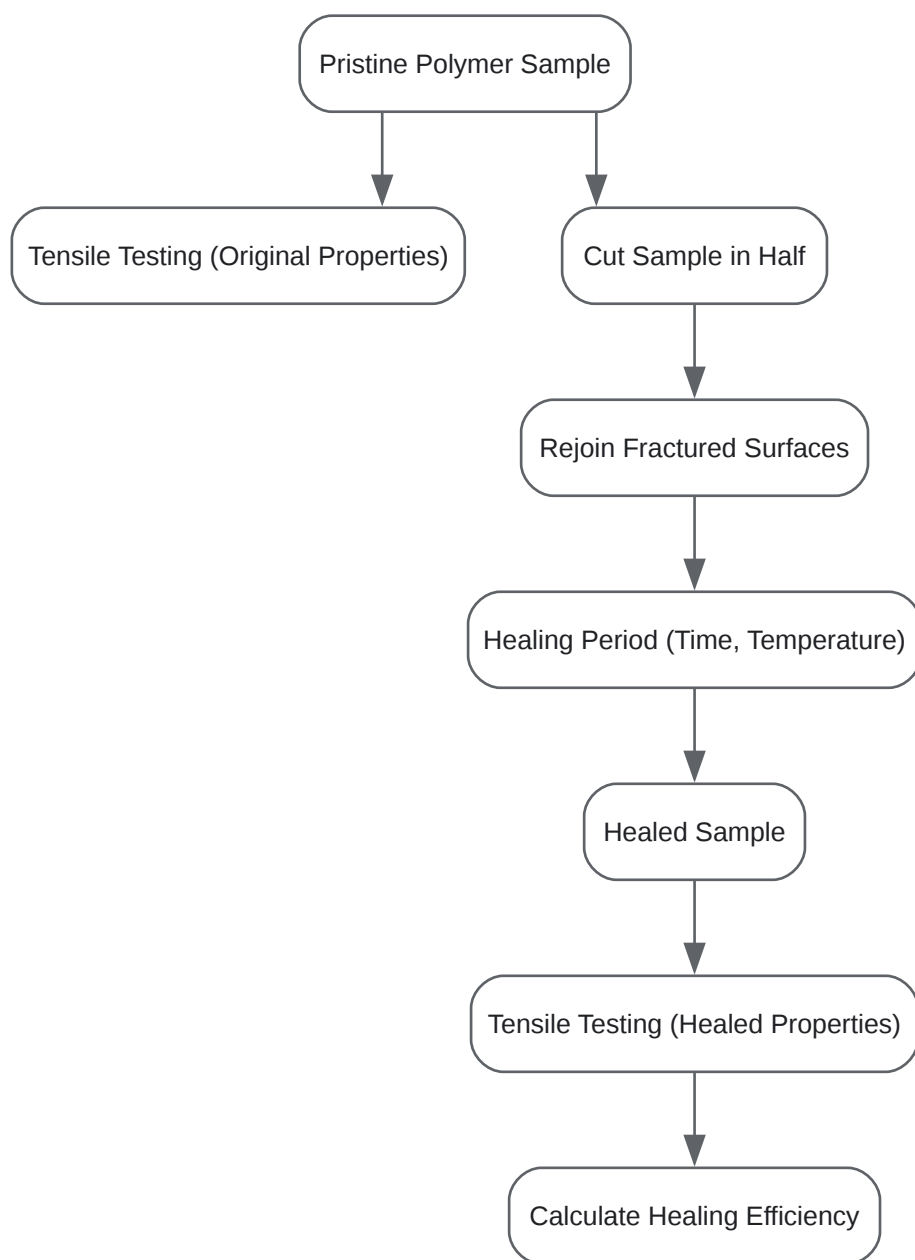 Pristine Polymer Sample
Tensile Testing (Original Properties)
Cut Sample in Half
Rejoin Fractured Surfaces
Healing Period (Time, Temperature)
Healed Sample
Tensile Testing (Healed Properties)
Calculate Healing Efficiency